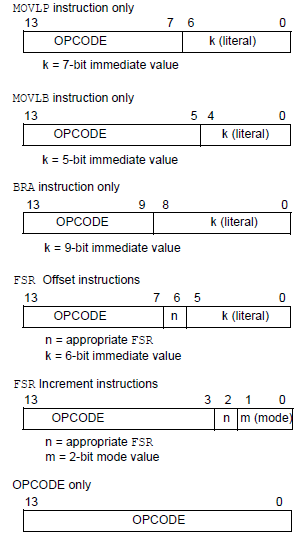 MOVLP instruction only
13 7 6 0
OPCODE k (literal)
k = 7-bit immediate value
MOVLB instruction only
13 5 4 0
OPCODE k (literal)
k = 5-bit immediate value
BRA instruction only
13 9 8 0
OPCODE k (literal)
k = 9-bit immediate value
FSR Offset instructions
13 7 6 5 0
OPCODE n k (literal)
n = appropriate FSR
k = 6-bit immediate value
FSR Increment instructions
13 3 2 1 0
OPCODE n m (mode)
n = appropriate FSR
m = 2-bit mode value
OPCODE only
13 0
OPCODE